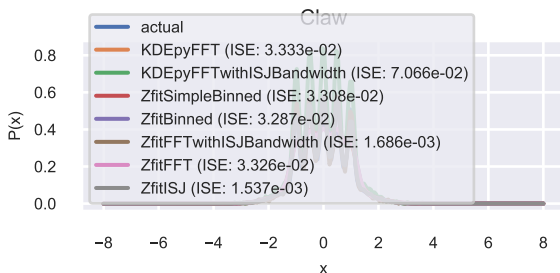 Claw
actual
KDEpyFFT (ISE: 3.333e-02)
KDEpyFFTwithISJBandwidth (ISE: 7.066e-02)
ZfitSimpleBinned (ISE: 3.308e-02)
ZfitBinned (ISE: 3.287e-02)
ZfitFFTwithISJBandwidth (ISE: 1.686e-03)
ZfitFFT (ISE: 3.326e-02)
ZfitISJ (ISE: 1.537e-03)
P(x)
0.8
0.6
0.4
0.2
0.0
−8 −6 −4 −2 0 2 4 6 8
x